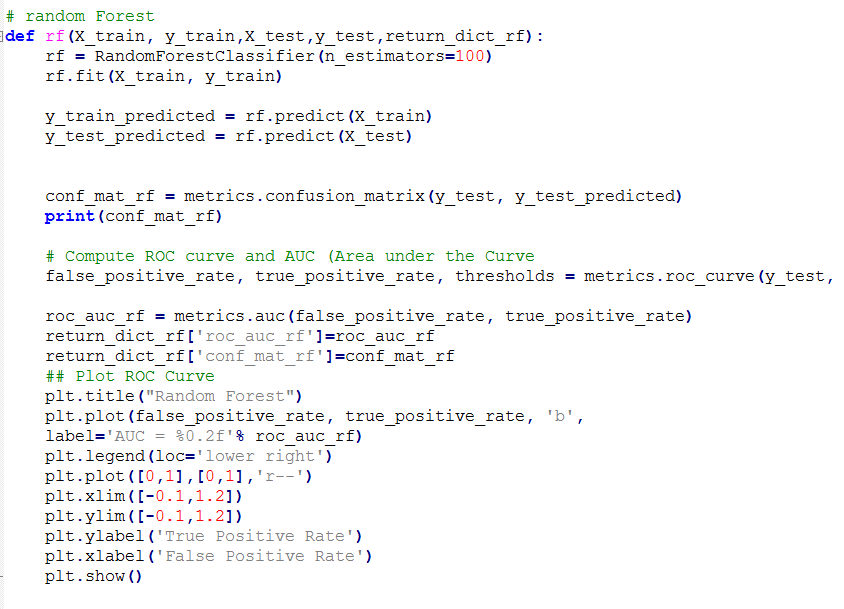 # random Forest
def rf(X_train, y_train,X_test,y_test,return_dict_rf):
    rf = RandomForestClassifier(n_estimators=100)
    rf.fit(X_train, y_train)

    y_train_predicted = rf.predict(X_train)
    y_test_predicted = rf.predict(X_test)


    conf_mat_rf = metrics.confusion_matrix(y_test, y_test_predicted)
    print(conf_mat_rf)

    # Compute ROC curve and AUC (Area under the Curve
    false_positive_rate, true_positive_rate, thresholds = metrics.roc_curve(y_test,

    roc_auc_rf = metrics.auc(false_positive_rate, true_positive_rate)
    return_dict_rf['roc_auc_rf']=roc_auc_rf
    return_dict_rf['conf_mat_rf']=conf_mat_rf
    ## Plot ROC Curve
    plt.title("Random Forest")
    plt.plot(false_positive_rate, true_positive_rate, 'b',
    label='AUC = %0.2f'% roc_auc_rf)
    plt.legend(loc='lower right')
    plt.plot([0,1],[0,1],'r--')
    plt.xlim([-0.1,1.2])
    plt.ylim([-0.1,1.2])
    plt.ylabel('True Positive Rate')
    plt.xlabel('False Positive Rate')
    plt.show()